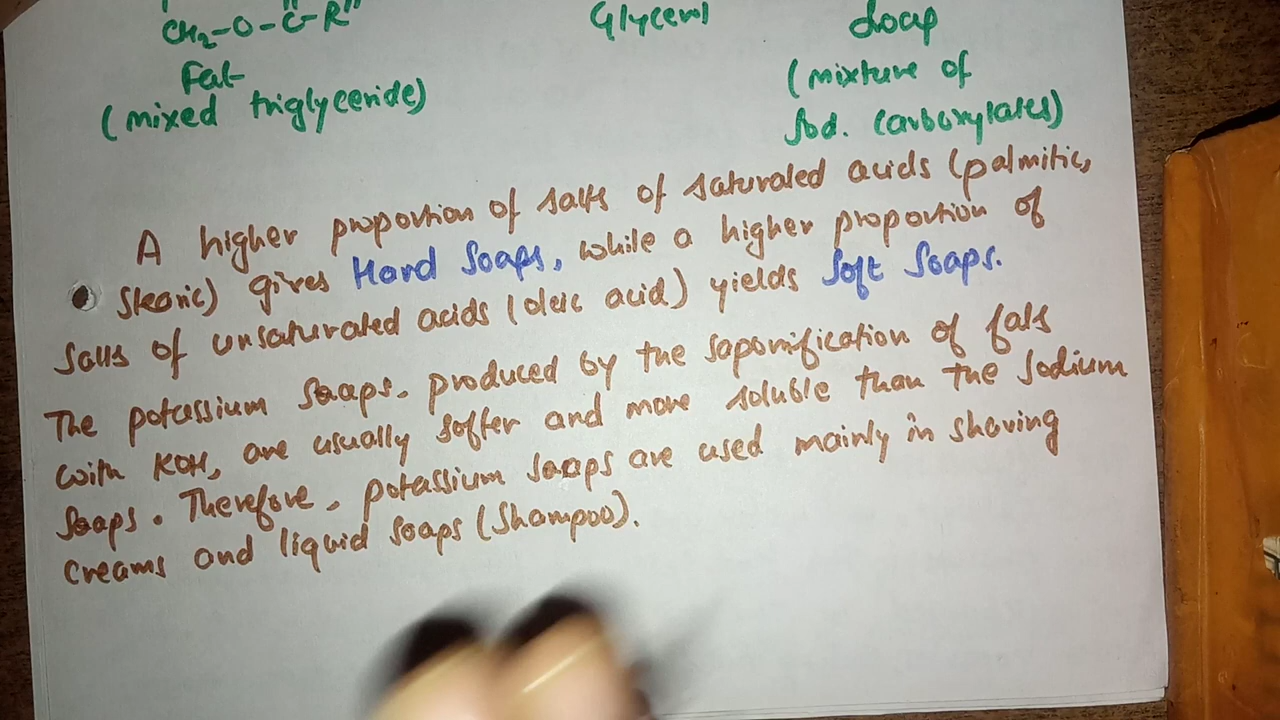 CH2-O-C-R"
Glycerol
Soap
Fat
(mixed triglyceride)
(mixture of
Sod. Carboxylates)
A higher proportion of salts of saturated acids (palmitic,
Stearic) gives Hard Soaps, while a higher proportion of
Salts of unsaturated acids (oleic acid) yields Soft Soaps.
The potassium Soaps. produced by the saponification of fats
with KOH, are usually softer and more soluble than the Sodium
Soaps. Therefore, potassium Soaps are used mainly in shaving
creams and liquid Soaps (Shampoo).